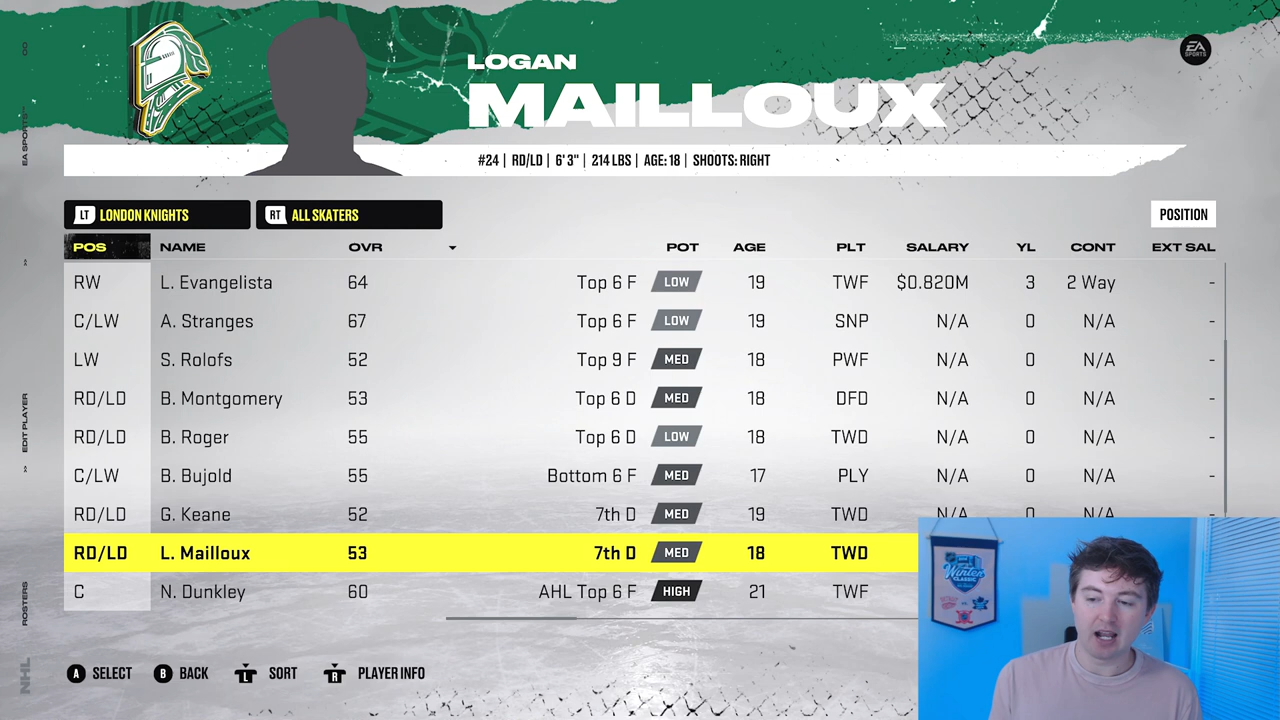 LOGAN
MAILLOUX
EA SPORTS
#24 | RD/LD | 6' 3" | 214 LBS | AGE: 18 | SHOOTS: RIGHT
LT LONDON KNIGHTS RT ALL SKATERS POSITION
POS NAME OVR POT AGE PLT SALARY YL CONT EXT SAL
RW L. Evangelista 64 Top 6 F LOW 19 TWF $0.820M 3 2 Way -
C/LW A. Stranges 67 Top 6 F LOW 19 SNP N/A 0 N/A -
LW S. Rolofs 52 Top 9 F MED 18 PWF N/A 0 N/A -
RD/LD B. Montgomery 53 Top 6 D MED 18 DFD N/A 0 N/A -
RD/LD B. Roger 55 Top 6 D LOW 18 TWD N/A 0 N/A -
C/LW B. Bujold 55 Bottom 6 F MED 17 PLY N/A 0 N/A -
RD/LD G. Keane 52 7th D MED 19 TWD N/A 0 N/A -
RD/LD L. Mailloux 53 7th D MED 18 TWD
C N. Dunkley 60 AHL Top 6 F HIGH 21 TWF
A SELECT B BACK L SORT R PLAYER INFO
NHL ROSTERS >> EDIT PLAYER >> EA SPORTS
Winter
CLASSIC